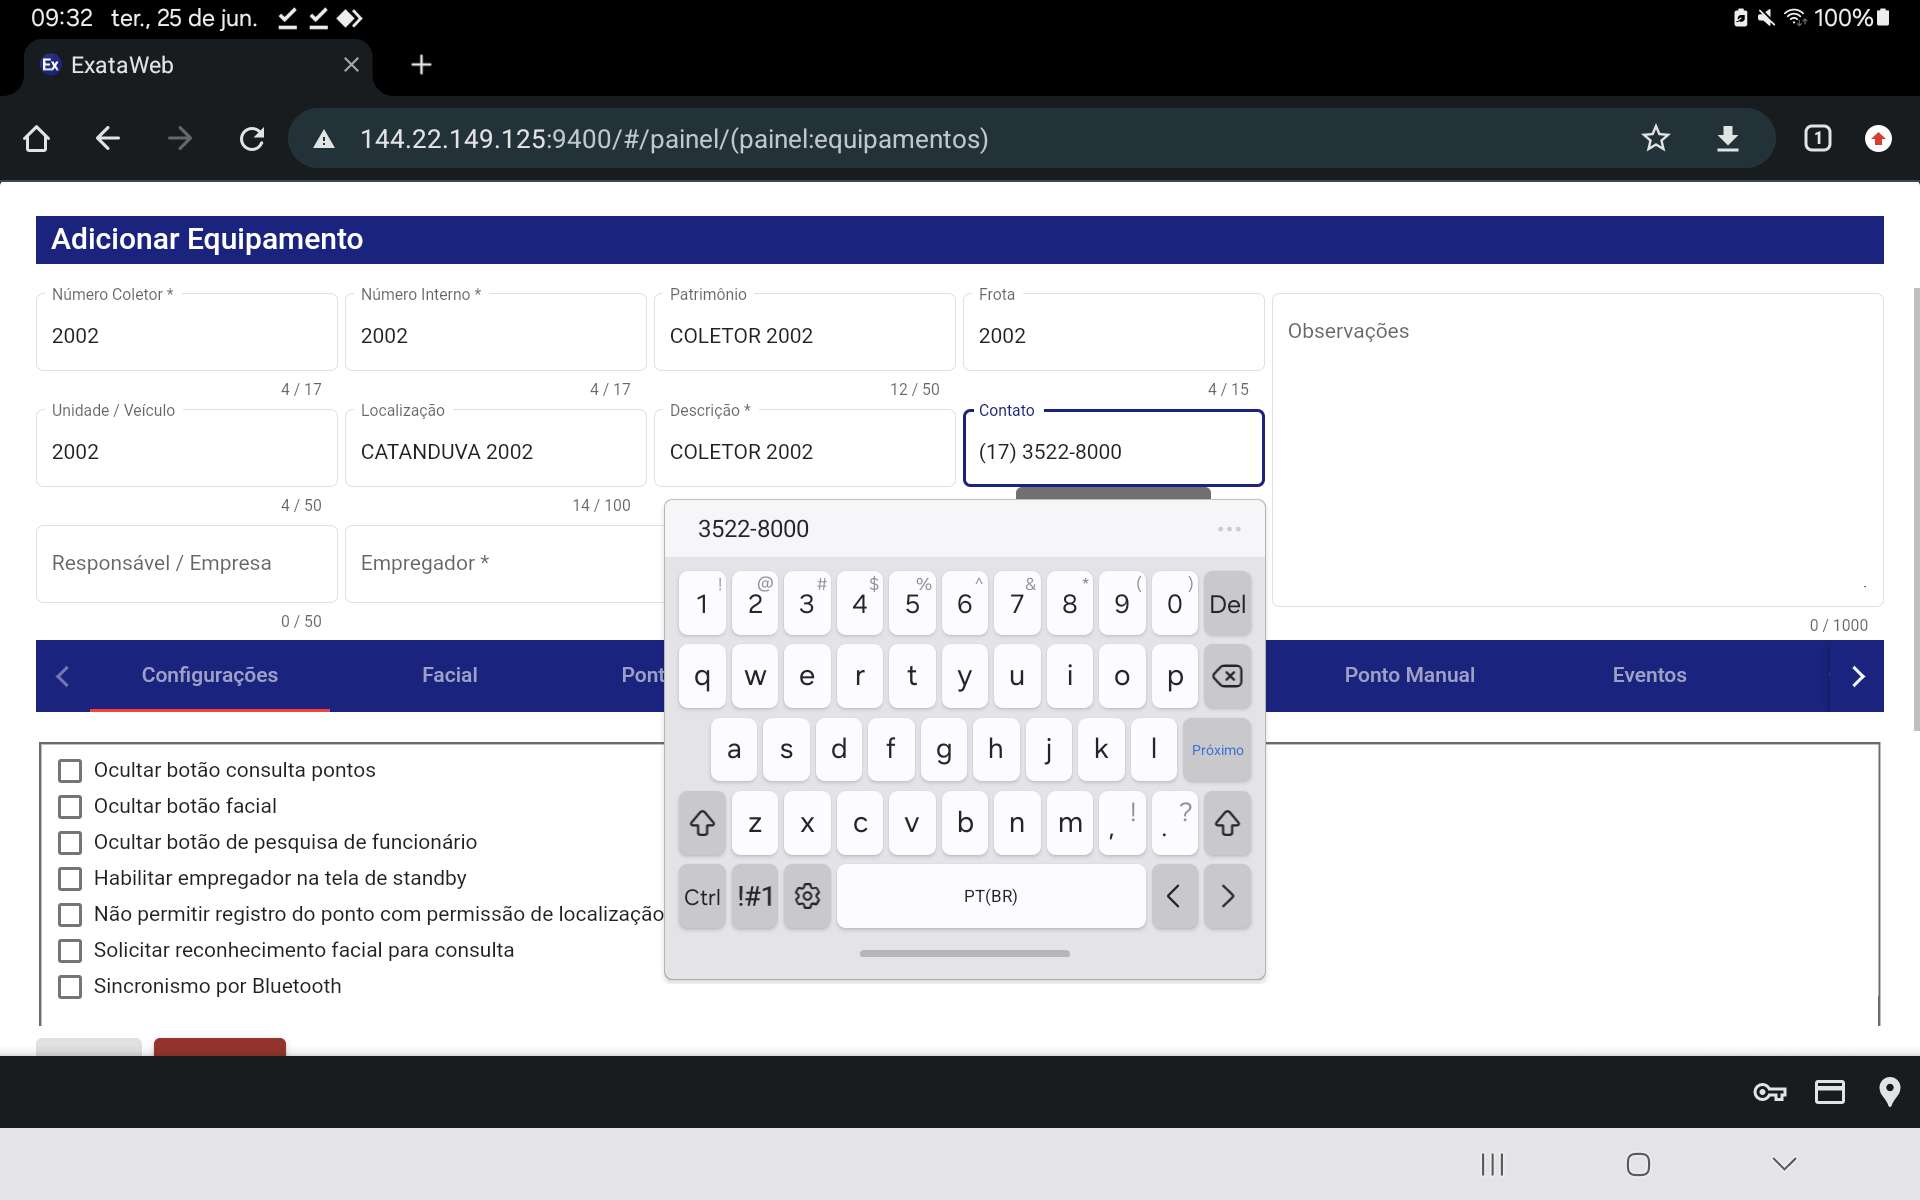 09:32 ter., 25 de jun. 100%
Ex ExataWeb
144.22.149.125:9400/#/painel/(painel:equipamentos) 1
Adicionar Equipamento
Número Coletor * Número Interno * Patrimônio Frota
2002 2002 COLETOR 2002 2002 Observações
4 / 17 4 / 17 12 / 50 4 / 15
Unidade / Veículo Localização Descrição * Contato
2002 CATANDUVA 2002 COLETOR 2002 (17) 3522-8000
4 / 50 14 / 100
3522-8000
Responsável / Empresa Empregador *
0 / 50 0 / 1000
Configurações Facial Pont Ponto Manual Eventos
Ocultar botão consulta pontos
Ocultar botão facial
Ocultar botão de pesquisa de funcionário
Habilitar empregador na tela de standby
Não permitir registro do ponto com permissão de localização
Solicitar reconhecimento facial para consulta
Sincronismo por Bluetooth
! @ # $ % ^ & * ( )
1 2 3 4 5 6 7 8 9 0 Del
q w e r t y u i o p
a s d f g h j k l Próximo
z x c v b n m , ! . ?
Ctrl !#1 PT(BR) < >